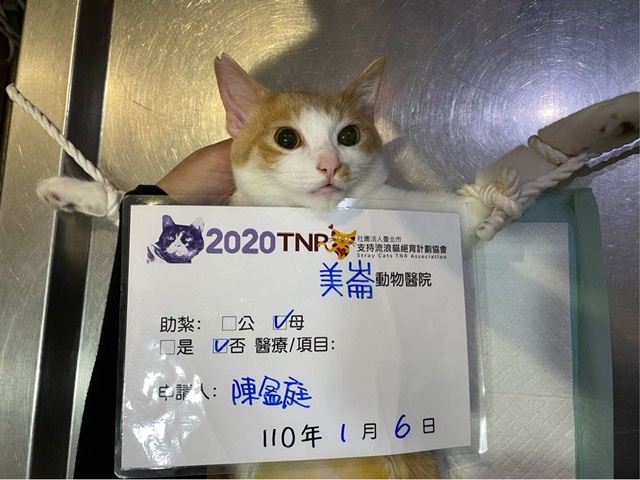 2020TNR 社團法人臺北市
支持流浪貓絕育計劃協會
Stray Cats TNR Association
美崙動物醫院
助紮: □公 ☑母
□是 ☑否 醫療/項目:
申請人: 陳盈庭
110年 1月 6日